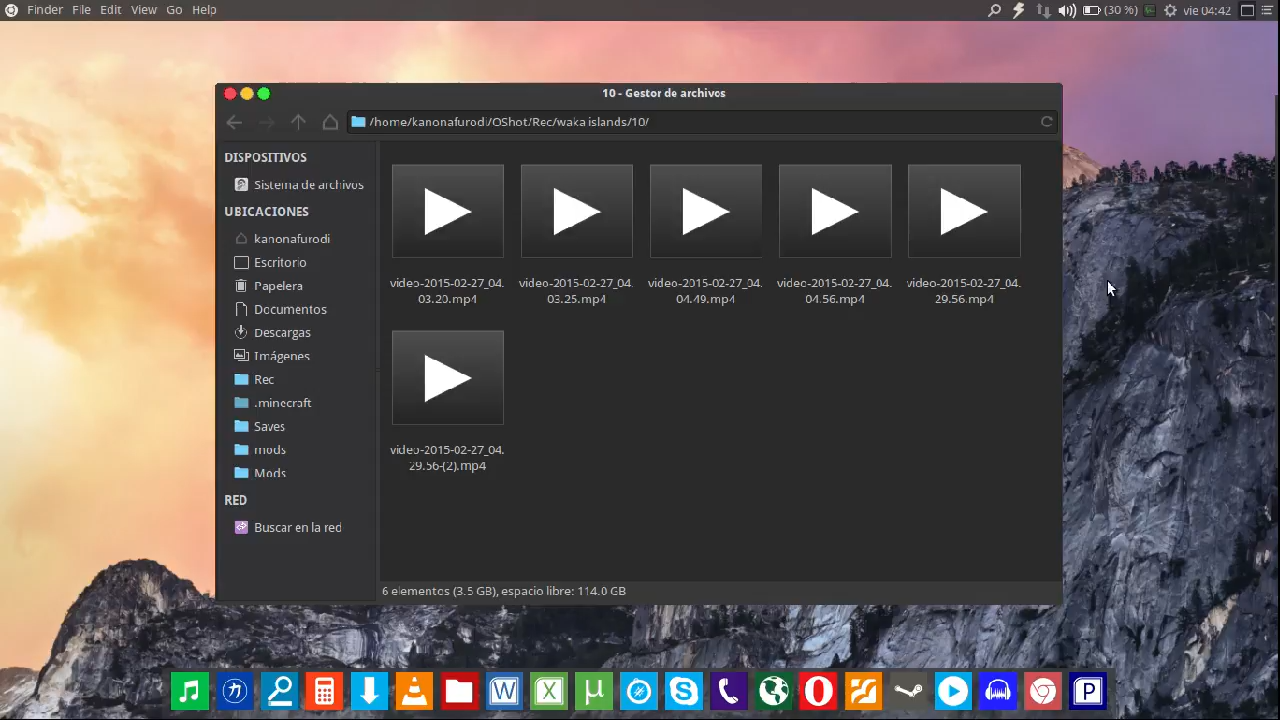 Finder File Edit View Go Help (30 %) vie 04:42
10 - Gestor de archivos
/home/kanonafurodi/OShot/Rec/waka islands/10/
DISPOSITIVOS
Sistema de archivos
UBICACIONES
kanonafurodi
Escritorio
Papelera
Documentos
Descargas
Imágenes
Rec
.minecraft
Saves
mods
Mods
RED
Buscar en la red
video-2015-02-27_04.
03.20.mp4
video-2015-02-27_04.
03.25.mp4
video-2015-02-27_04.
04.49.mp4
video-2015-02-27_04.
04.56.mp4
video-2015-02-27_04.
29.56.mp4
video-2015-02-27_04.
29.56-(2).mp4
6 elementos (3.5 GB), espacio libre: 114.0 GB
W X µ S P